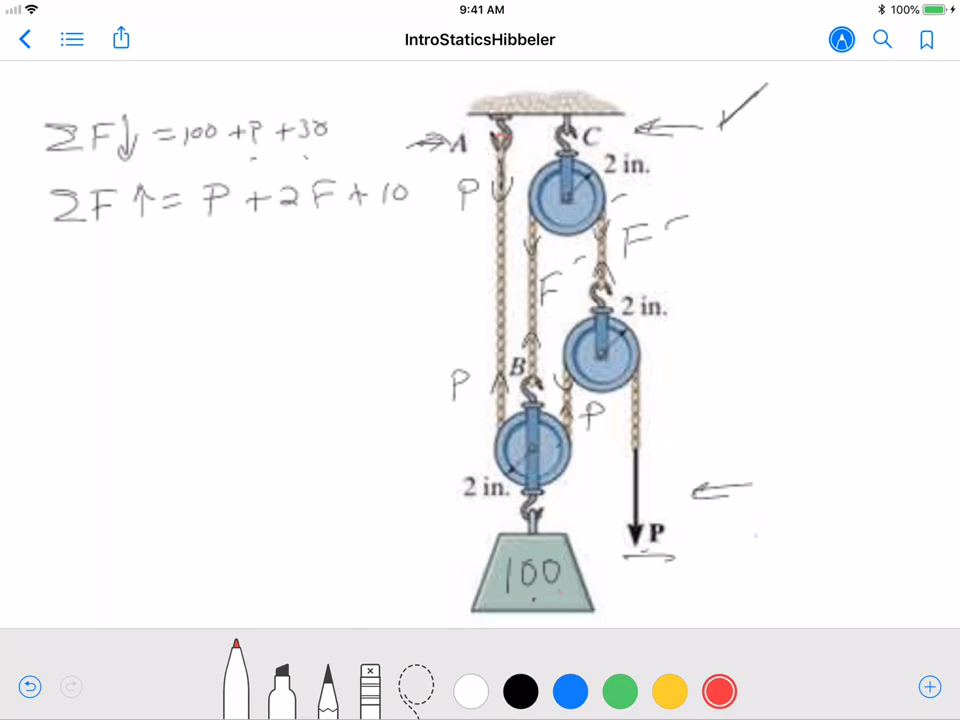 9:41 AM
100%
IntroStaticsHibbeler
ΣF↓ = 100 + P + 30
ΣF↑ = P + 2F + 10
A
C
2 in.
P
F
F
2 in.
B
P
P
2 in.
P
100